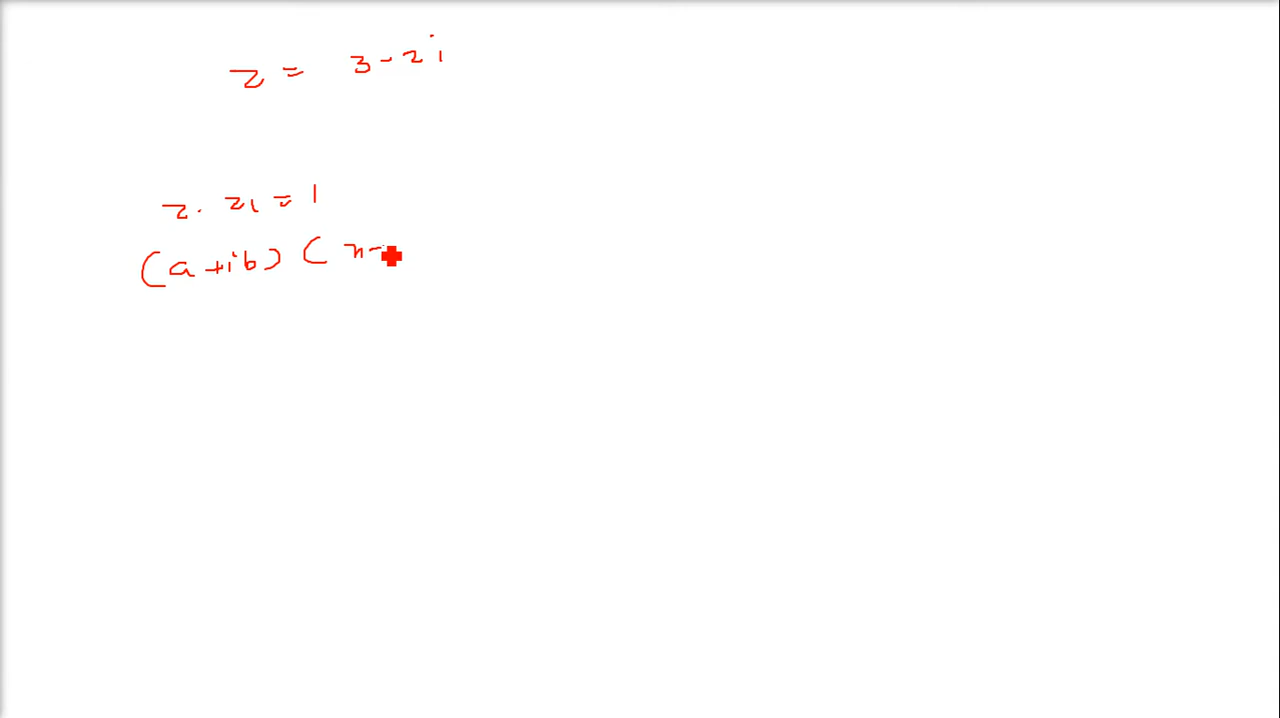 z = 3-2i
z. z1 = 1
(a+ib) (x